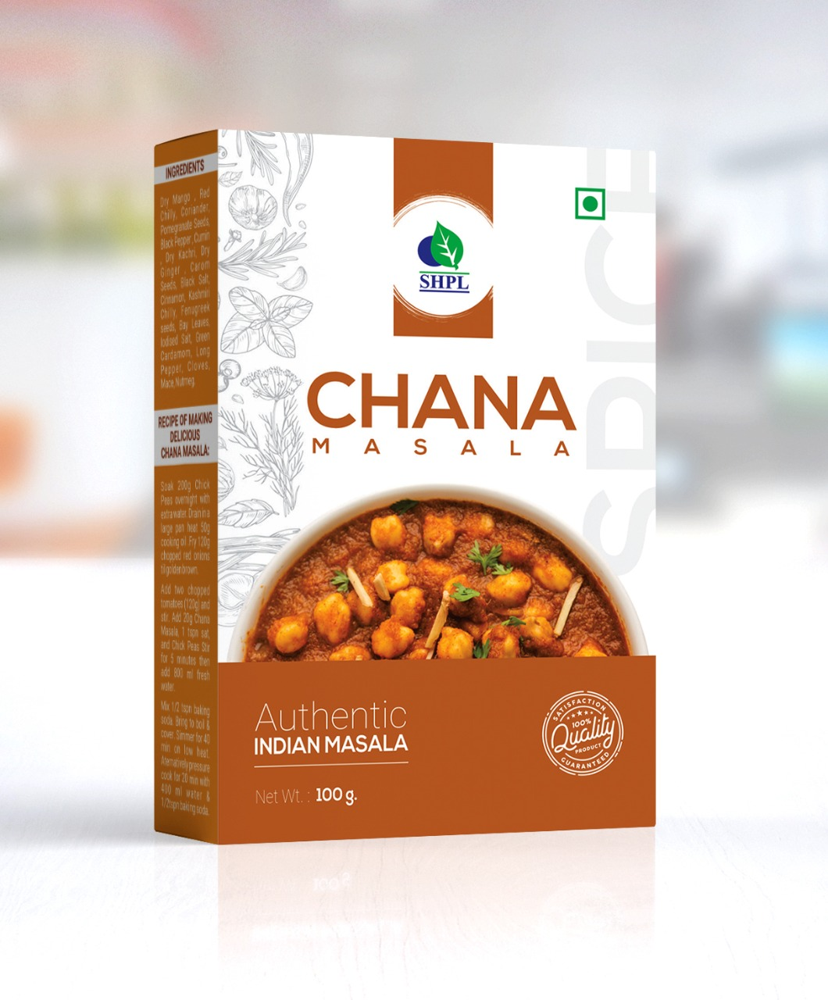 INGREDIENTS
Dry Mango , Red
Chilly, Coriander,
Pomegranate Seeds,
Black Pepper, Cumin
, Dry Kachri, Dry
Ginger , Carom
Seeds, Black Salt,
Cinnamon, Kashmiri
Chilly, Fenugreek
seeds, Bay Leaves,
Iodised Salt, Green
Cardamom, Long
Pepper, Cloves,
Mace, Nutmeg.
RECIPE OF MAKING
DELICIOUS
CHANA MASALA:
Soak 200g Chick
Peas overnight with
extra water. Drain in a
large pan heat 50g
cooking oil. Fry 120g
chopped red onions
til golden brown.
Add two chopped
tomatoes (120g) and
stir. Add 20g Chana
Masala, 1 tspn salt,
and Chick Peas Stir
for 5 minutes then
add 800 ml fresh
water.
Mix 1/2 tspn baking
soda. Bring to boil &
cover. Simmer for 40
min on low heat.
Alternatively pressure
cook for 20 min with
400 ml water &
1/2tspn baking soda.
SHPL
CHANA
MASALA
SPICE
Authentic
INDIAN MASALA
Net Wt. : 100 g.
SATISFACTION
100%
Quality
PRODUCT
GUARANTEED